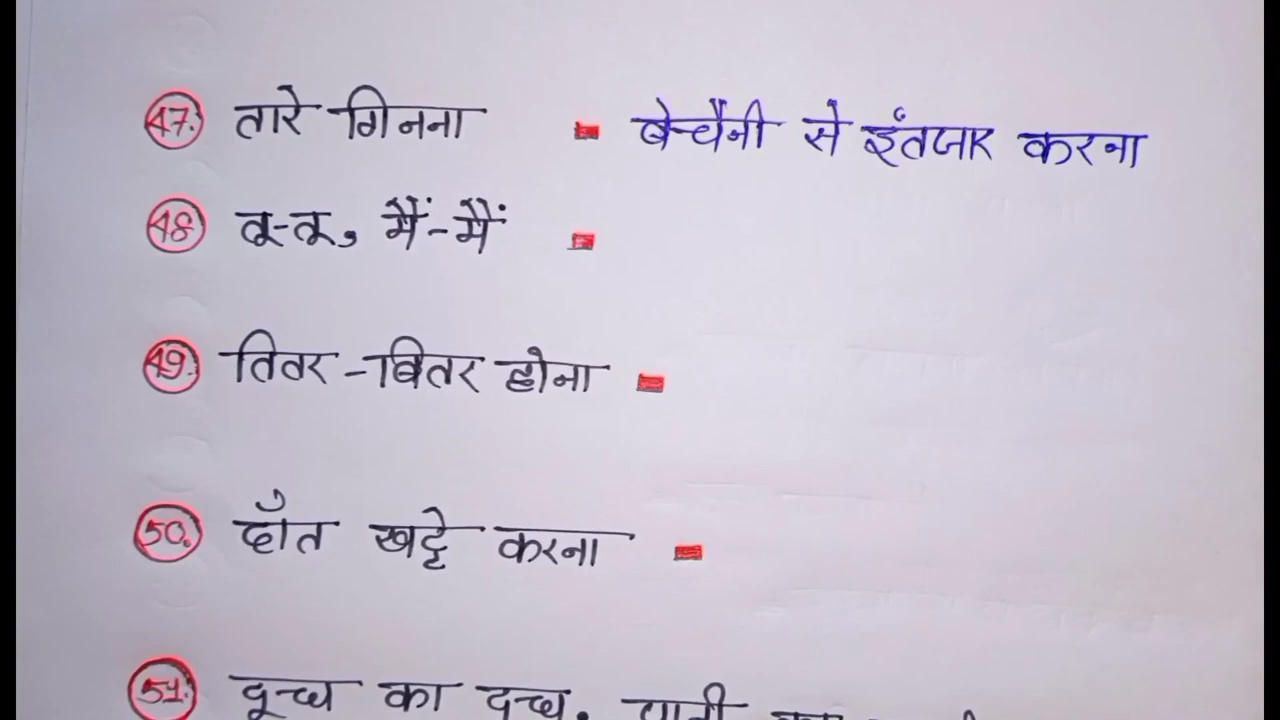 47. तारे गिनना - बेचैनी से इंतजार करना
48. तू-तू, मैं-मैं -
49. तितर-बितर होना -
50. दाँत खट्टे करना -
51. दूध का दूध, पानी